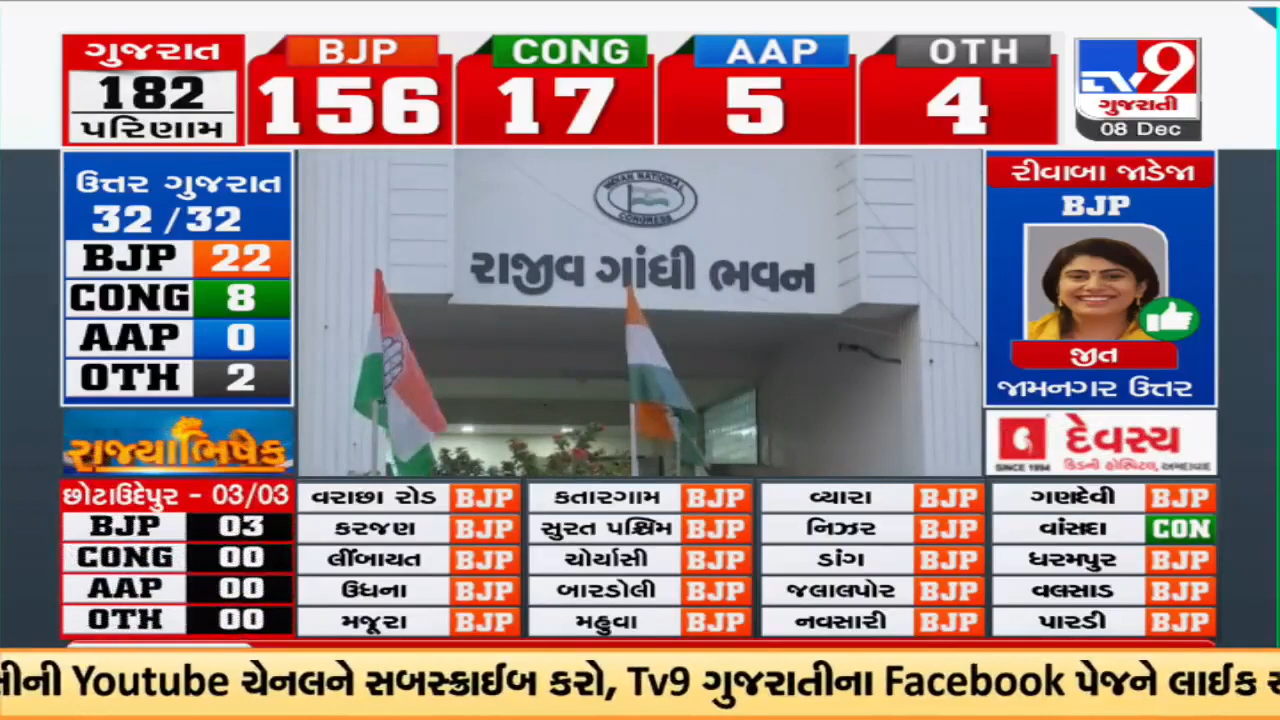 ગુજરાત
182
પરિણામ
BJP
156
CONG
17
AAP
5
OTH
4
TV9
ગુજરાતી
08 Dec
ઉત્તર ગુજરાત
32/32
BJP 22
CONG 8
AAP 0
OTH 2
INDIAN NATIONAL
CONGRESS
રાજીવ ગાંધી ભવન
રીવાબા જાડેજા
BJP
જીત
જામનગર ઉત્તર
રાજ્યાભિષેક
દેવસ્ય
SINCE 1994
કિડની હોસ્પિટલ, અમદાવાદ
છોટાઉદેપુર - 03/03
BJP 03
CONG 00
AAP 00
OTH 00
વરાછા રોડ BJP કતારગામ BJP વ્યારા BJP ગણદેવી BJP
કરજણ BJP સુરત પશ્ચિમ BJP નિઝર BJP વાંસદા CON
લીંબાયત BJP ચોર્યાસી BJP ડાંગ BJP ધરમપુર BJP
ઉધના BJP બારડોલી BJP જલાલપોર BJP વલસાડ BJP
મજૂરા BJP મહુવા BJP નવસારી BJP પારડી BJP
Youtube ચેનલને સબસ્ક્રાઈબ કરો, Tv9 ગુજરાતીના Facebook પેજને લાઈક